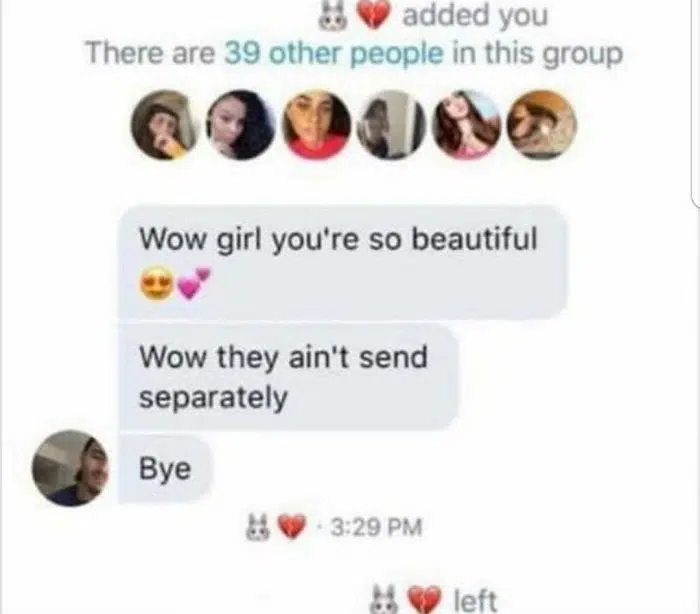 🐰💔 added you
There are 39 other people in this group
Wow girl you're so beautiful
😍💕
Wow they ain't send
separately
Bye
🐰💔 · 3:29 PM
🐰💔 left